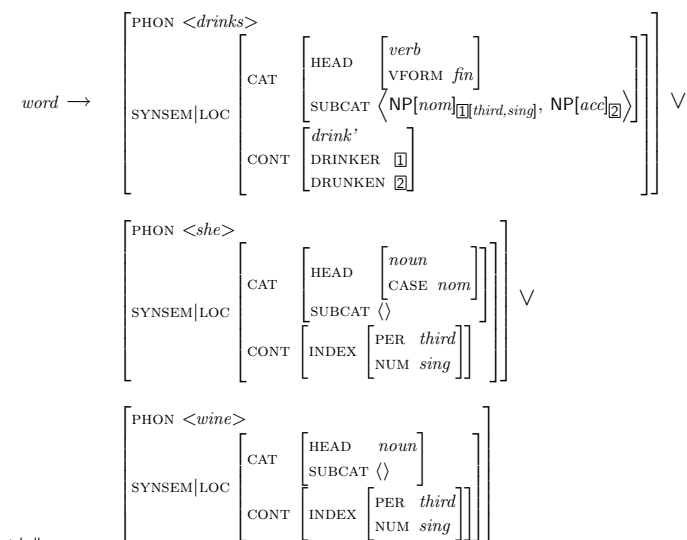 PHON <drinks>
HEAD [verb
VFORM fin]
CAT
SUBCAT ⟨NP[nom]1[third,sing], NP[acc]2⟩
word → SYNSEM|LOC ∨
CONT [drink’
DRINKER 1
DRUNKEN 2]
PHON <she>
HEAD [noun
CASE nom]
CAT
SUBCAT ⟨⟩
SYNSEM|LOC ∨
CONT [INDEX [PER third
NUM sing]]
PHON <wine>
CAT [HEAD noun
SUBCAT ⟨⟩]
SYNSEM|LOC
CONT [INDEX [PER third
NUM sing]]